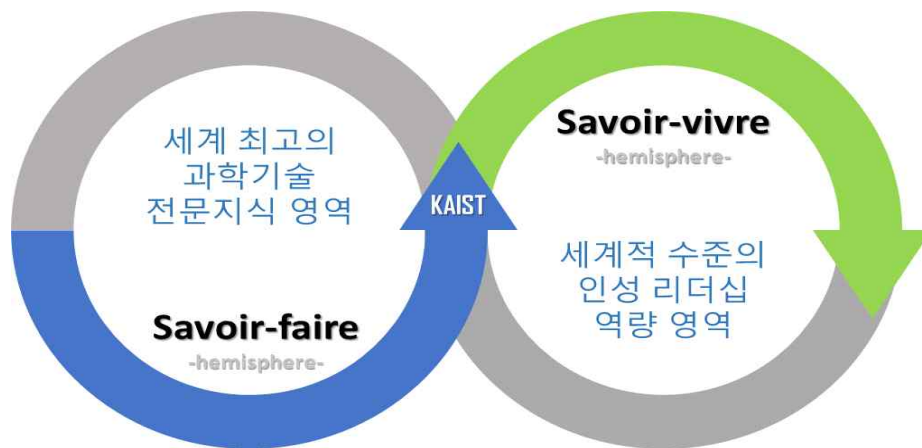 세계 최고의
과학기술
전문지식 영역
Savoir-faire
-hemisphere-
KAIST
Savoir-vivre
-hemisphere-
세계적 수준의
인성 리더십
역량 영역